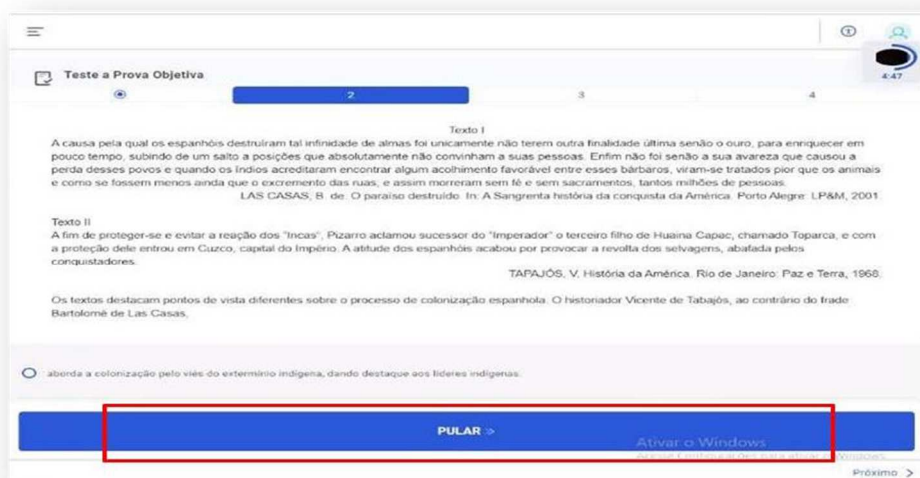 4:47
Teste a Prova Objetiva
2 3 4
Texto I
A causa pela qual os espanhóis destruíram tal infinidade de almas foi unicamente não terem outra finalidade última senão o ouro, para enriquecer em
pouco tempo, subindo de um salto a posições que absolutamente não convinham a suas pessoas. Enfim não foi senão a sua avareza que causou a
perda desses povos e quando os índios acreditaram encontrar algum acolhimento favorável entre esses bárbaros, viram-se tratados pior que os animais
e como se fossem menos ainda que o excremento das ruas, e assim morreram sem fé e sem sacramentos, tantos milhões de pessoas.
LAS CASAS, B. de. O paraíso destruído. In: A Sangrenta história da conquista da América. Porto Alegre: LP&M, 2001.
Texto II
A fim de proteger-se e evitar a reação dos "Incas", Pizarro aclamou sucessor do "Imperador" o terceiro filho de Huaina Capac, chamado Toparca, e com
a proteção dele entrou em Cuzco, capital do Império. A atitude dos espanhóis acabou por provocar a revolta dos selvagens, abafada pelos
conquistadores.
TAPAJÓS, V. História da América. Rio de Janeiro: Paz e Terra, 1968.
Os textos destacam pontos de vista diferentes sobre o processo de colonização espanhola. O historiador Vicente de Tabajós, ao contrário do frade
Bartolomé de Las Casas,
aborda a colonização pelo viés do extermínio indígena, dando destaque aos líderes indígenas.
PULAR »
Ativar o Windows
Acesse Configurações para ativar o Windows.
Próximo >